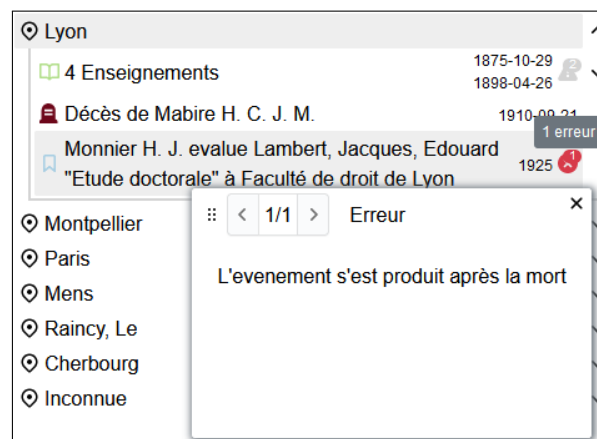 Lyon
4 Enseignements
1875-10-29
1898-04-26
2
Décès de Mabire H. C. J. M.
1910-09-21
1 erreur
Monnier H. J. evalue Lambert, Jacques, Edouard
"Etude doctorale" à Faculté de droit de Lyon
1925
1
Montpellier
Paris
Mens
Raincy, Le
Cherbourg
Inconnue
1/1
Erreur
L'evenement s'est produit après la mort